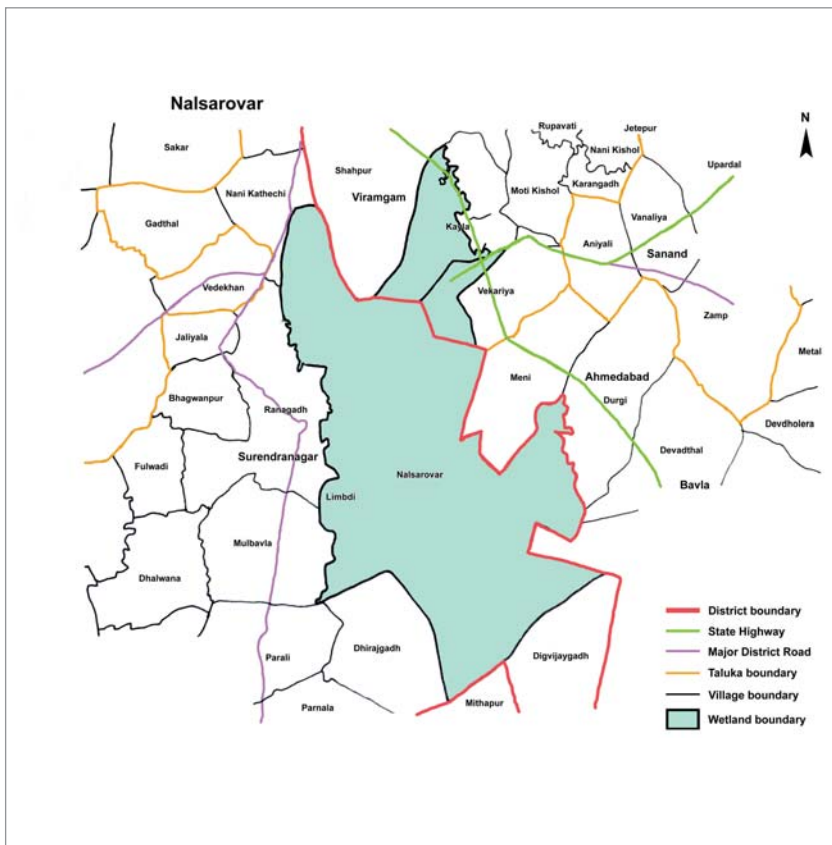 Nalsarovar
N
Rupavati
Jetepur
Sakar
Nani Kishol
Upardal
Shahpur
Nani Kathechi
Karangadh
Moti Kishol
Viramgam
Vanaliya
Gadthal
Kayla
Aniyali
Sanand
Vedekhan
Vekariya
Zamp
Jaliyala
Metal
Meni
Ahmedabad
Bhagwanpur
Durgi
Ranagadh
Devdholera
Devadthal
Surendranagar
Fulwadi
Nalsarovar
Bavla
Limbdi
Mulbavla
Dhalwana
District boundary
State Highway
Dhirajgadh
Major District Road
Parali
Digvijaygadh
Taluka boundary
Village boundary
Mithapur
Parnala
Wetland boundary